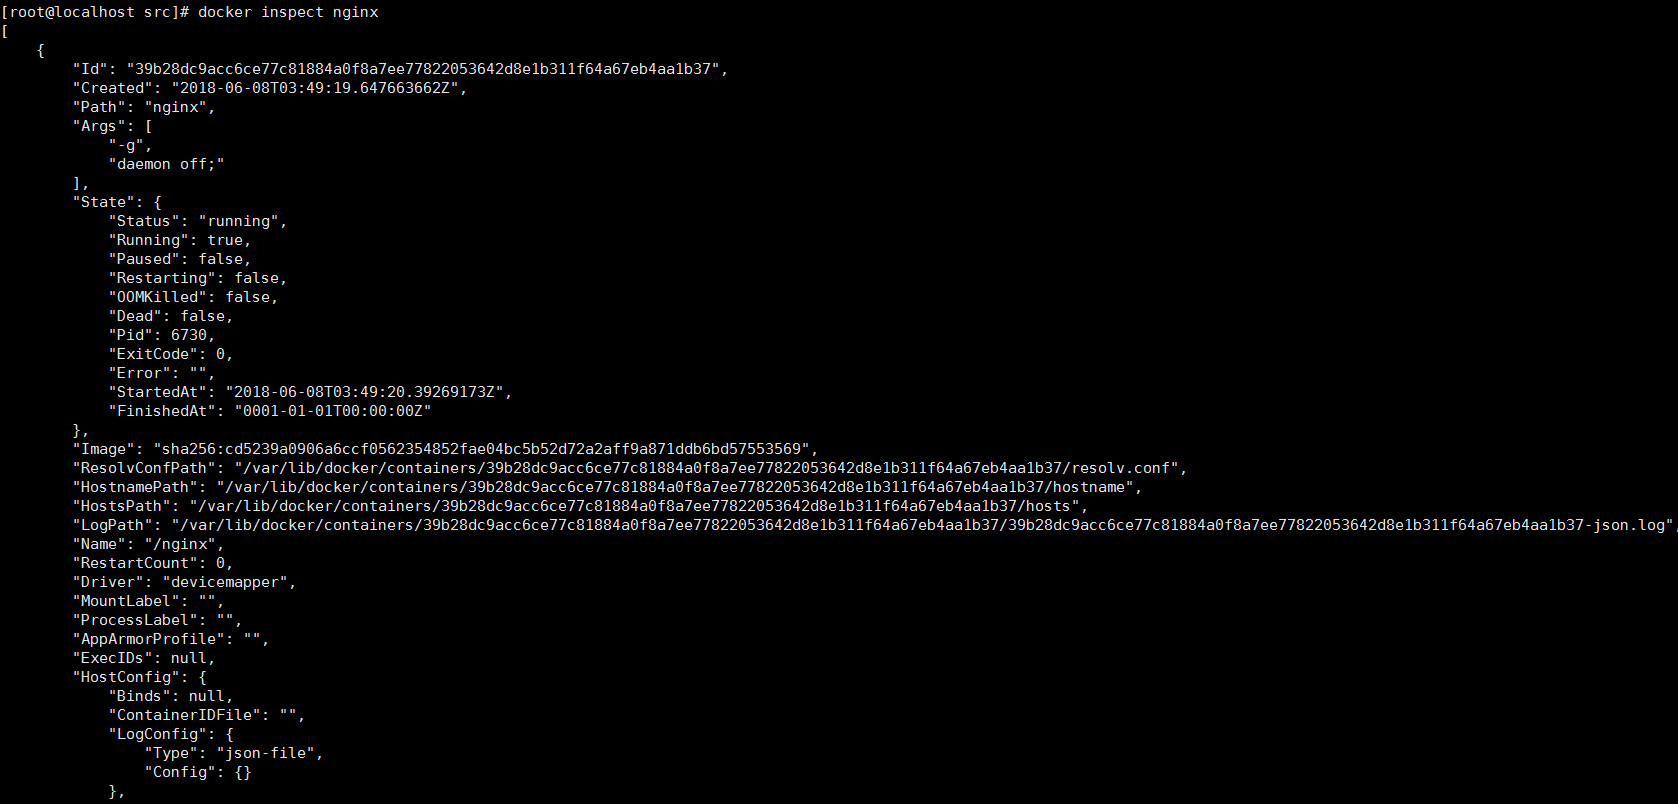 [root@localhost src]# docker inspect nginx
[
    {
        "Id": "39b28dc9acc6ce77c81884a0f8a7ee77822053642d8e1b311f64a67eb4aa1b37",
        "Created": "2018-06-08T03:49:19.647663662Z",
        "Path": "nginx",
        "Args": [
            "-g",
            "daemon off;"
        ],
        "State": {
            "Status": "running",
            "Running": true,
            "Paused": false,
            "Restarting": false,
            "OOMKilled": false,
            "Dead": false,
            "Pid": 6730,
            "ExitCode": 0,
            "Error": "",
            "StartedAt": "2018-06-08T03:49:20.39269173Z",
            "FinishedAt": "0001-01-01T00:00:00Z"
        },
        "Image": "sha256:cd5239a0906a6ccf0562354852fae04bc5b52d72a2aff9a871ddb6bd57553569",
        "ResolvConfPath": "/var/lib/docker/containers/39b28dc9acc6ce77c81884a0f8a7ee77822053642d8e1b311f64a67eb4aa1b37/resolv.conf",
        "HostnamePath": "/var/lib/docker/containers/39b28dc9acc6ce77c81884a0f8a7ee77822053642d8e1b311f64a67eb4aa1b37/hostname",
        "HostsPath": "/var/lib/docker/containers/39b28dc9acc6ce77c81884a0f8a7ee77822053642d8e1b311f64a67eb4aa1b37/hosts",
        "LogPath": "/var/lib/docker/containers/39b28dc9acc6ce77c81884a0f8a7ee77822053642d8e1b311f64a67eb4aa1b37/39b28dc9acc6ce77c81884a0f8a7ee77822053642d8e1b311f64a67eb4aa1b37-json.log",
        "Name": "/nginx",
        "RestartCount": 0,
        "Driver": "devicemapper",
        "MountLabel": "",
        "ProcessLabel": "",
        "AppArmorProfile": "",
        "ExecIDs": null,
        "HostConfig": {
            "Binds": null,
            "ContainerIDFile": "",
            "LogConfig": {
                "Type": "json-file",
                "Config": {}
            },